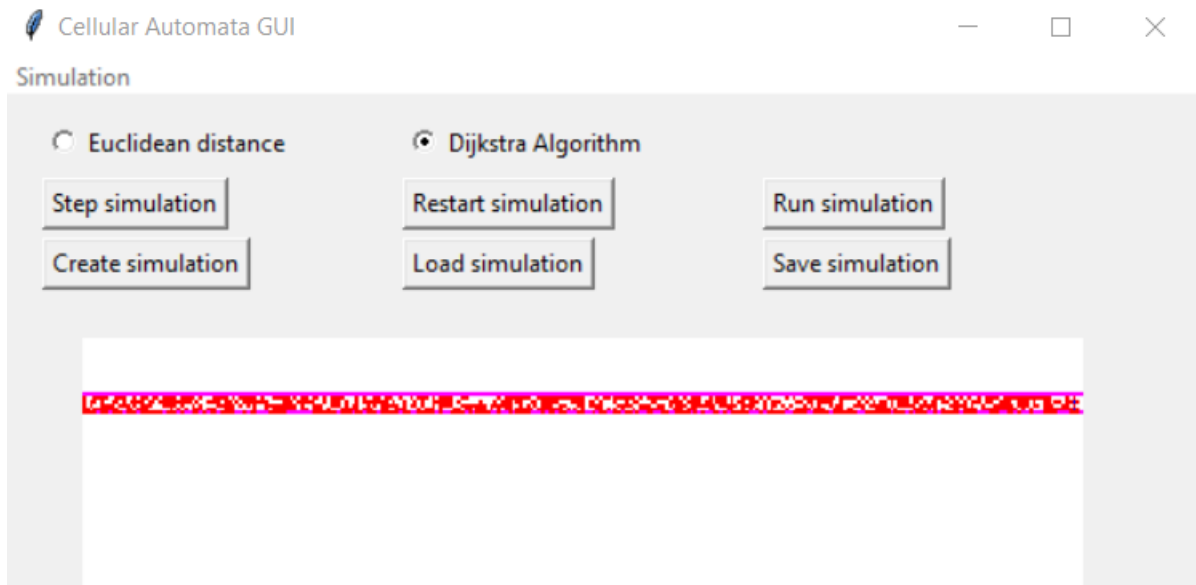 Cellular Automata GUI
Simulation
Euclidean distance Dijkstra Algorithm
Step simulation Restart simulation Run simulation
Create simulation Load simulation Save simulation